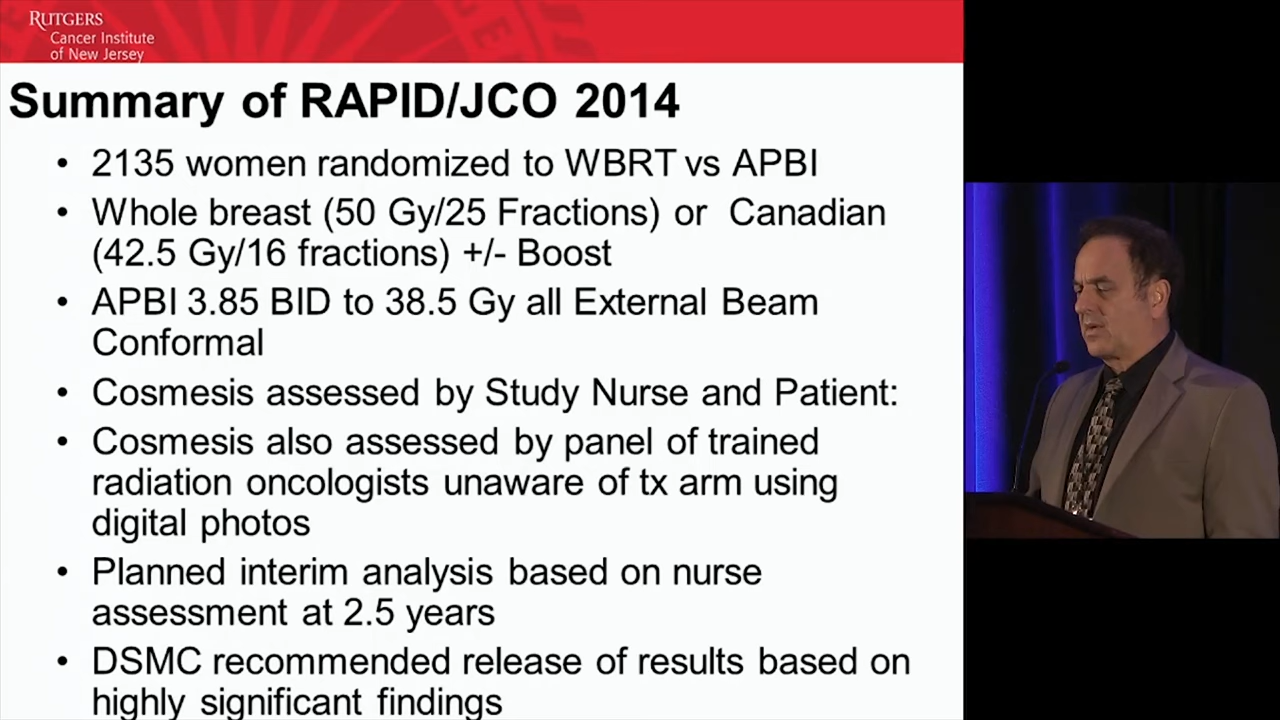 RUTGERS
Cancer Institute
of New Jersey
Summary of RAPID/JCO 2014
• 2135 women randomized to WBRT vs APBI
• Whole breast (50 Gy/25 Fractions) or Canadian
(42.5 Gy/16 fractions) +/- Boost
• APBI 3.85 BID to 38.5 Gy all External Beam
Conformal
• Cosmesis assessed by Study Nurse and Patient:
• Cosmesis also assessed by panel of trained
radiation oncologists unaware of tx arm using
digital photos
• Planned interim analysis based on nurse
assessment at 2.5 years
• DSMC recommended release of results based on
highly significant findings